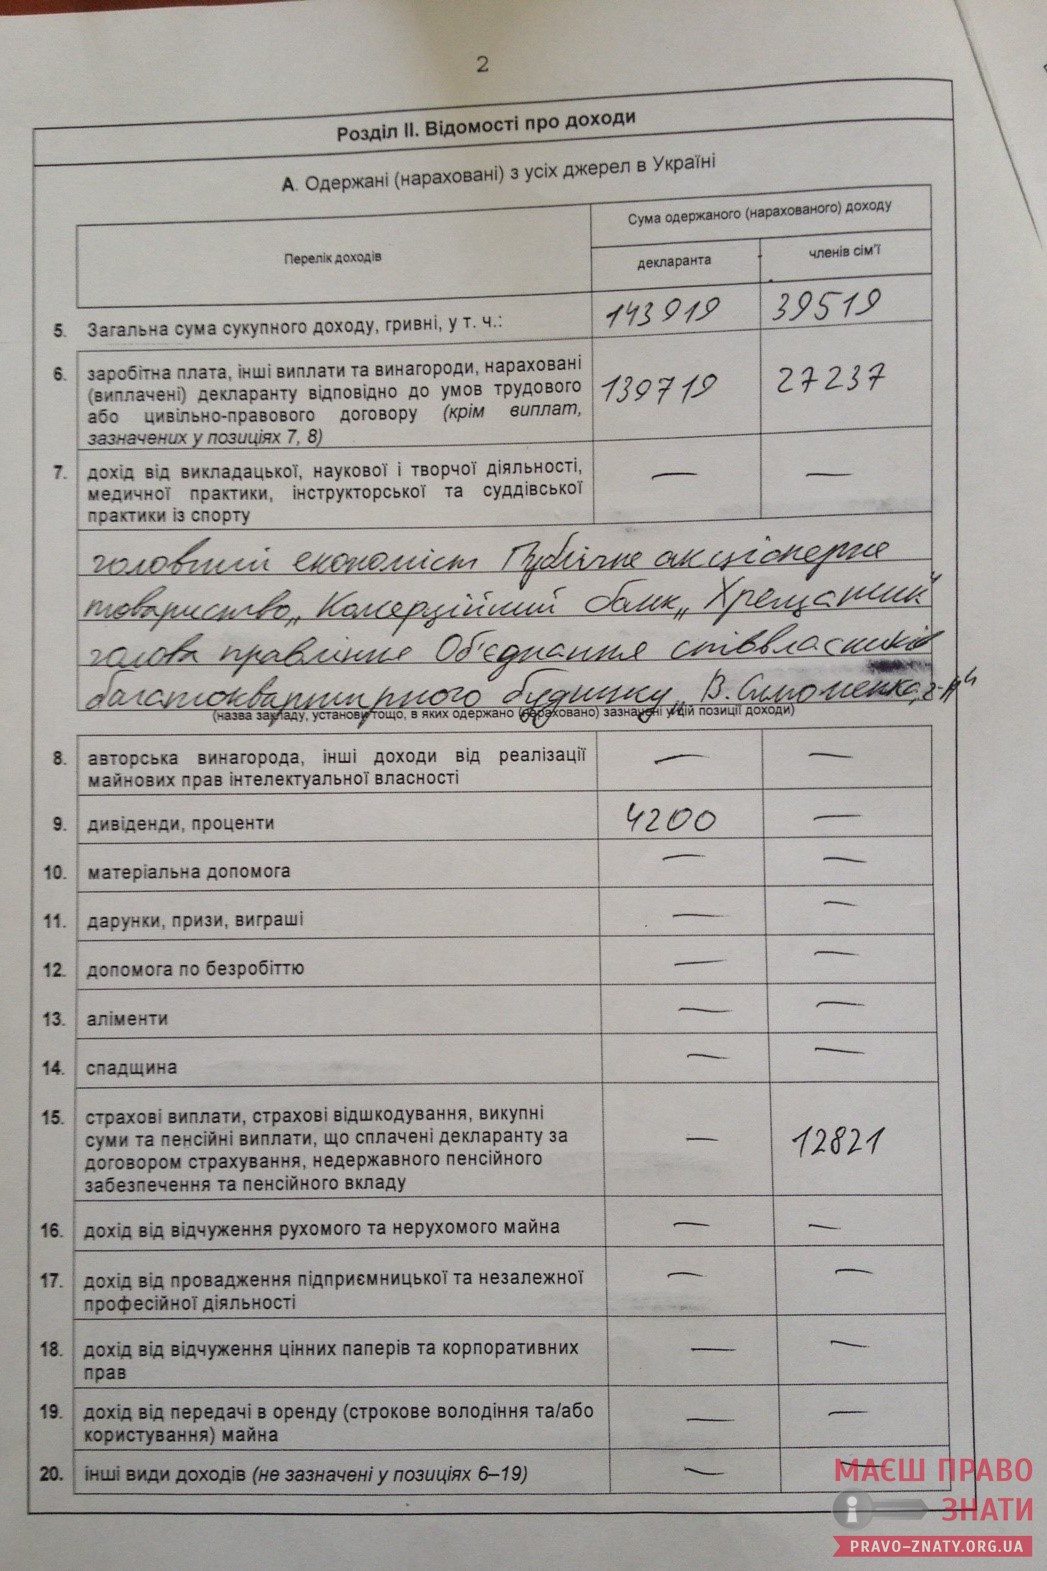 2
Розділ II. Відомості про доходи
А. Одержані (нараховані) з усіх джерел в Україні
Перелік доходів
Сума одержаного (нарахованого) доходу
декларанта
членів сім'ї
5. Загальна сума сукупного доходу, гривні, у т. ч.: 143919 39519
6. заробітна плата, інші виплати та винагороди, нараховані
(виплачені) декларанту відповідно до умов трудового 139719 27237
або цивільно-правового договору (крім виплат,
зазначених у позиціях 7, 8)
7. дохід від викладацької, наукової і творчої діяльності, — —
медичної практики, інструкторської та суддівської
практики із спорту
головний економіст Публічне акціонерне
товариство „Комерційний банк „Хрещатик"
голова правління Об'єднання співвласників
багатоквартирного будинку „В. Симоненка,
(назва закладу, установи тощо, в яких одержано (нараховано) зазначені у цій позиції доходи)
8. авторська винагорода, інші доходи від реалізації — —
майнових прав інтелектуальної власності
9. дивіденди, проценти 4200 —
10. матеріальна допомога — —
11. дарунки, призи, виграші — —
12. допомога по безробіттю — —
13. аліменти — —
14. спадщина — —
15. страхові виплати, страхові відшкодування, викупні
суми та пенсійні виплати, що сплачені декларанту за — 12821
договором страхування, недержавного пенсійного
забезпечення та пенсійного вкладу
16. дохід від відчуження рухомого та нерухомого майна — —
17. дохід від провадження підприємницької та незалежної — —
професійної діяльності
18. дохід від відчуження цінних паперів та корпоративних — —
прав
19. дохід від передачі в оренду (строкове володіння та/або — —
користування) майна
20. інші види доходів (не зазначені у позиціях 6–19) — —
МАЄШ ПРАВО
ЗНАТИ
PRAVO-ZNATY.ORG.UA